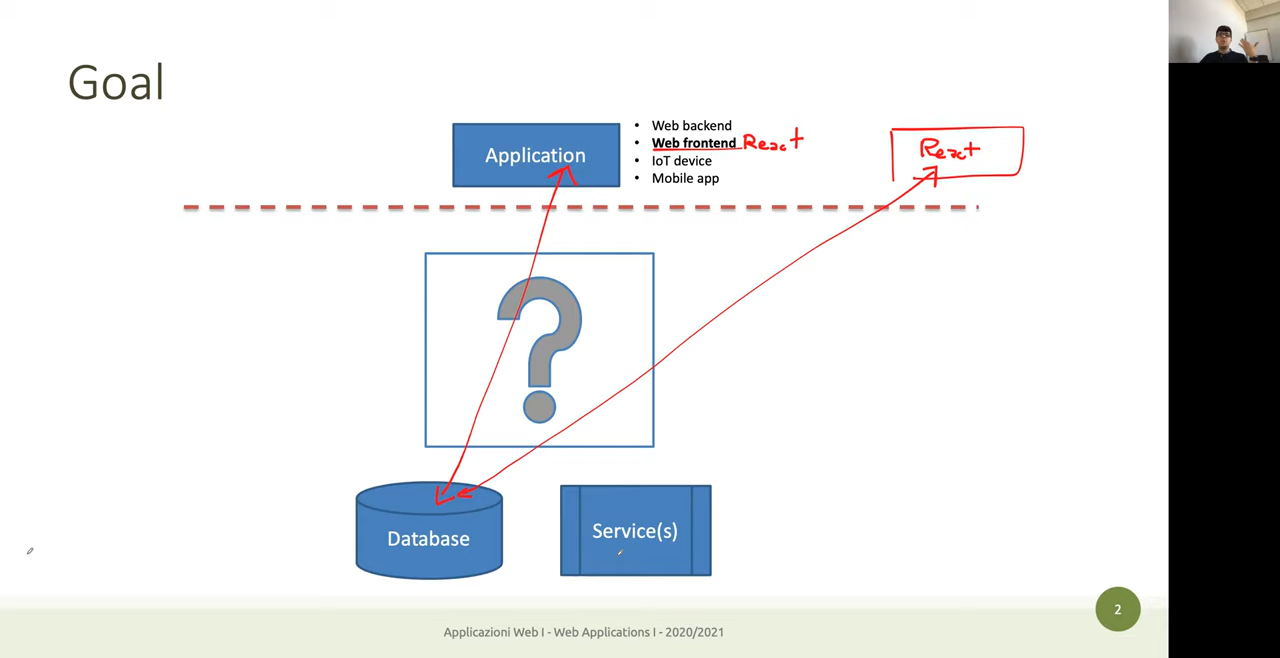 Goal
Application
• Web backend
• Web frontend React
• IoT device
• Mobile app
React
?
Database
Service(s)
2
Applicazioni Web I - Web Applications I - 2020/2021